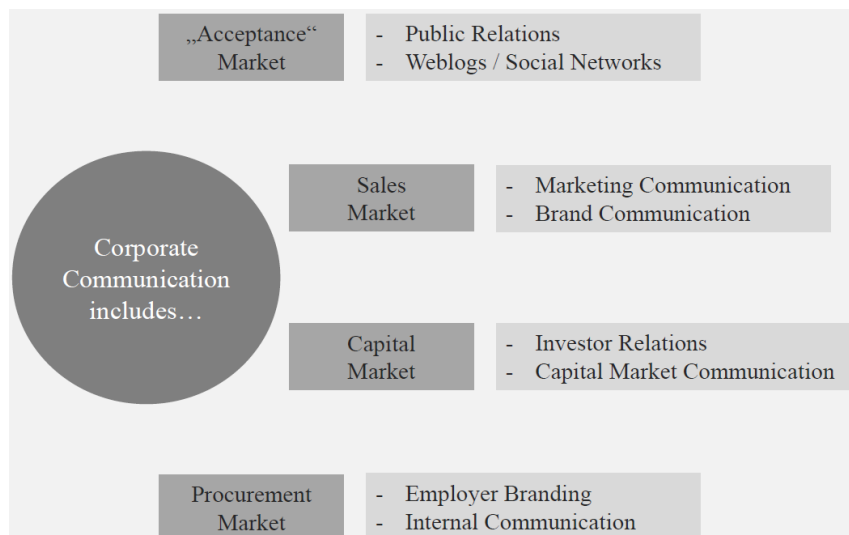 „Acceptance“
Market
- Public Relations
- Weblogs / Social Networks
Corporate
Communication
includes…
Sales
Market
- Marketing Communication
- Brand Communication
Capital
Market
- Investor Relations
- Capital Market Communication
Procurement
Market
- Employer Branding
- Internal Communication